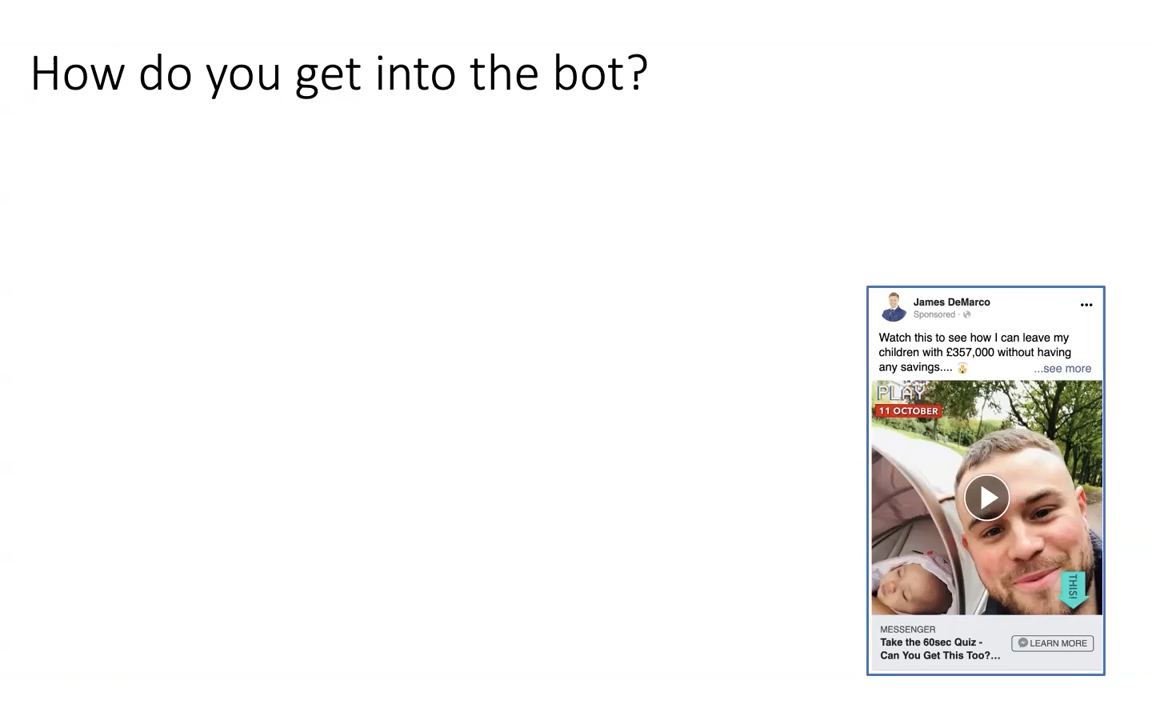 How do you get into the bot?
James DeMarco
Sponsored ·
Watch this to see how I can leave my
children with £357,000 without having
any savings.... 😱 ...see more
PLAY
11 OCTOBER
THIS!
MESSENGER
Take the 60sec Quiz -
Can You Get This Too?...
LEARN MORE